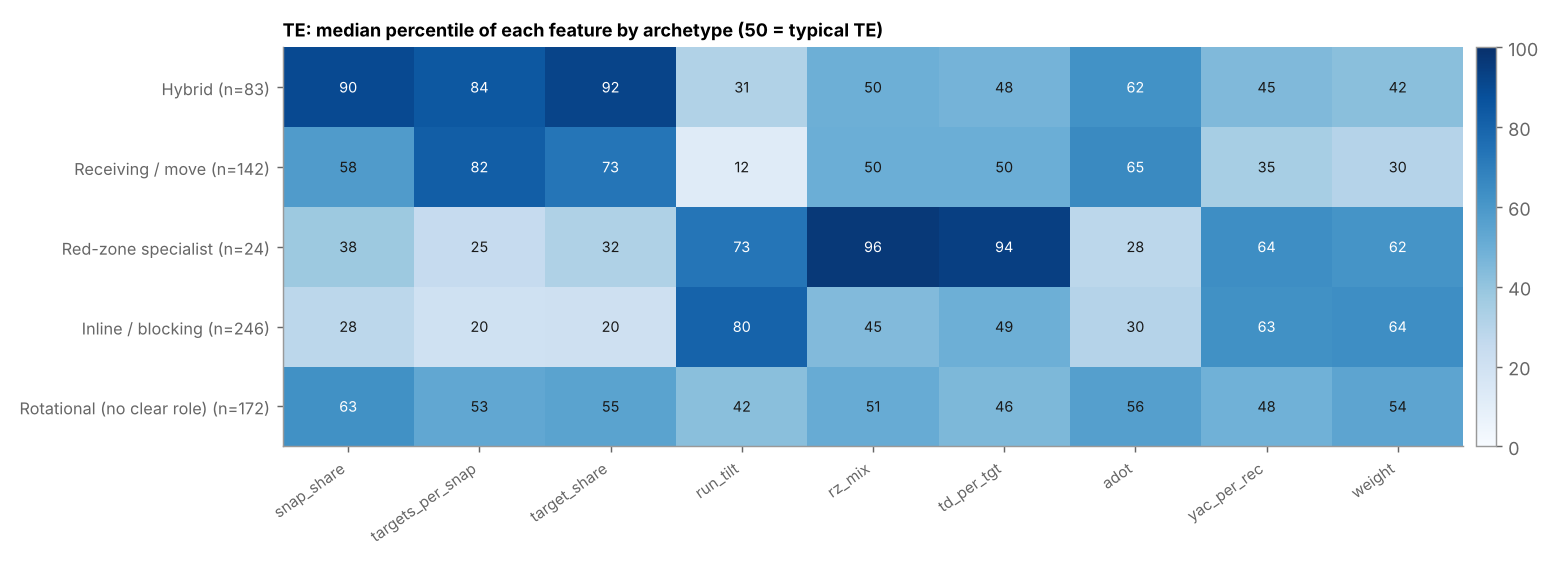 TE: median percentile of each feature by archetype (50 = typical TE)
Hybrid (n=83) 90 84 92 31 50 48 62 45 42
Receiving / move (n=142) 58 82 73 12 50 50 65 35 30
Red-zone specialist (n=24) 38 25 32 73 96 94 28 64 62
Inline / blocking (n=246) 28 20 20 80 45 49 30 63 64
Rotational (no clear role) (n=172) 63 53 55 42 51 46 56 48 54
snap_share targets_per_snap target_share run_tilt rz_mix td_per_tgt adot yac_per_rec weight
100
80
60
40
20
0